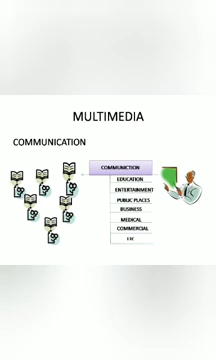 MULTIMEDIA
COMMUNICATION
COMMUNICTION
EDUCATION
ENTERTAINMENT
PUBLIC PLACES
BUSINESS
MEDICAL
COMMERCIAL
ETC